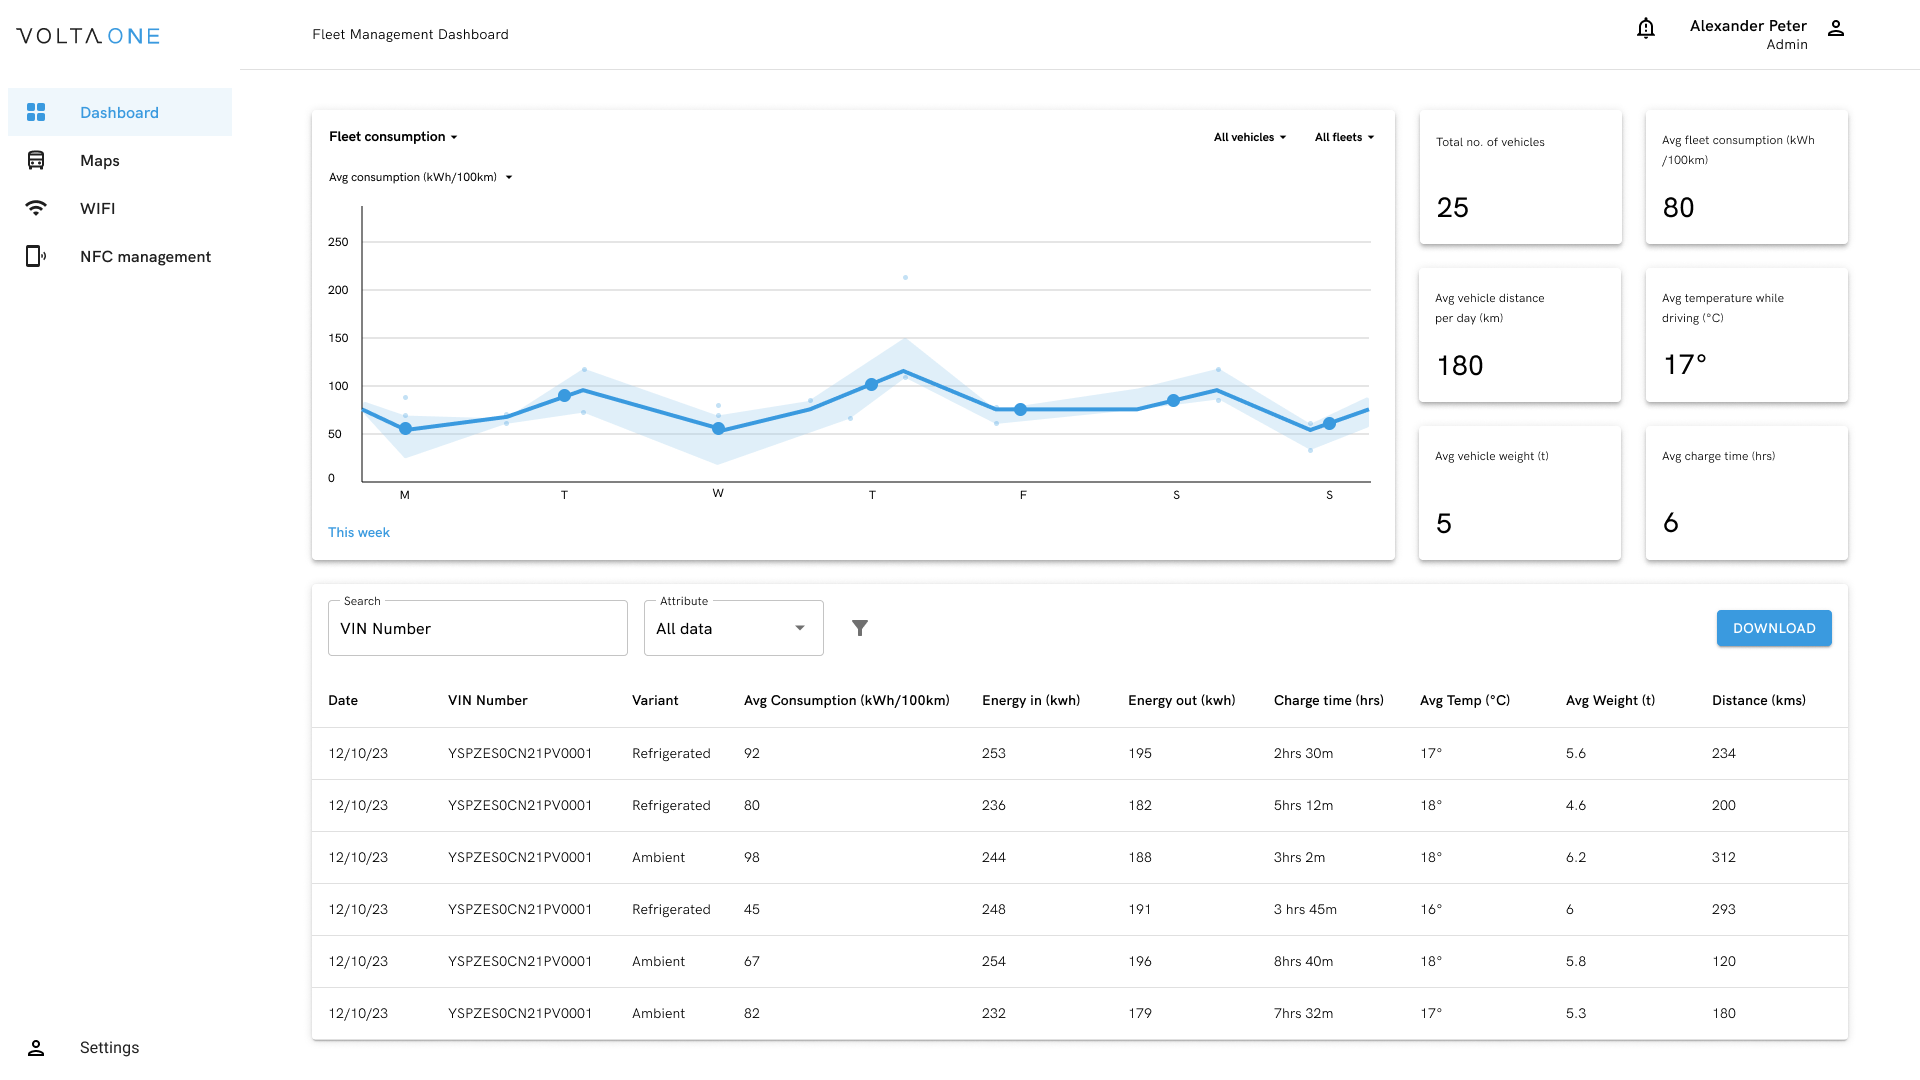 VOLTA ONE
Fleet Management Dashboard
Alexander Peter
Admin
Dashboard
Maps
WIFI
NFC management
Settings
Fleet consumption
All vehicles
All fleets
Avg consumption (kWh/100km)
250
200
150
100
50
0
M T W T F S S
This week
Total no. of vehicles
25
Avg fleet consumption (kWh
/100km)
80
Avg vehicle distance
per day (km)
180
Avg temperature while
driving (°C)
17°
Avg vehicle weight (t)
5
Avg charge time (hrs)
6
Search
VIN Number
Attribute
All data
DOWNLOAD
Date VIN Number Variant Avg Consumption (kWh/100km) Energy in (kwh) Energy out (kwh) Charge time (hrs) Avg Temp (°C) Avg Weight (t) Distance (kms)
12/10/23 YSPZES0CN21PV0001 Refrigerated 92 253 195 2hrs 30m 17° 5.6 234
12/10/23 YSPZES0CN21PV0001 Refrigerated 80 236 182 5hrs 12m 18° 4.6 200
12/10/23 YSPZES0CN21PV0001 Ambient 98 244 188 3hrs 2m 18° 6.2 312
12/10/23 YSPZES0CN21PV0001 Refrigerated 45 248 191 3 hrs 45m 16° 6 293
12/10/23 YSPZES0CN21PV0001 Ambient 67 254 196 8hrs 40m 18° 5.8 120
12/10/23 YSPZES0CN21PV0001 Ambient 82 232 179 7hrs 32m 17° 5.3 180